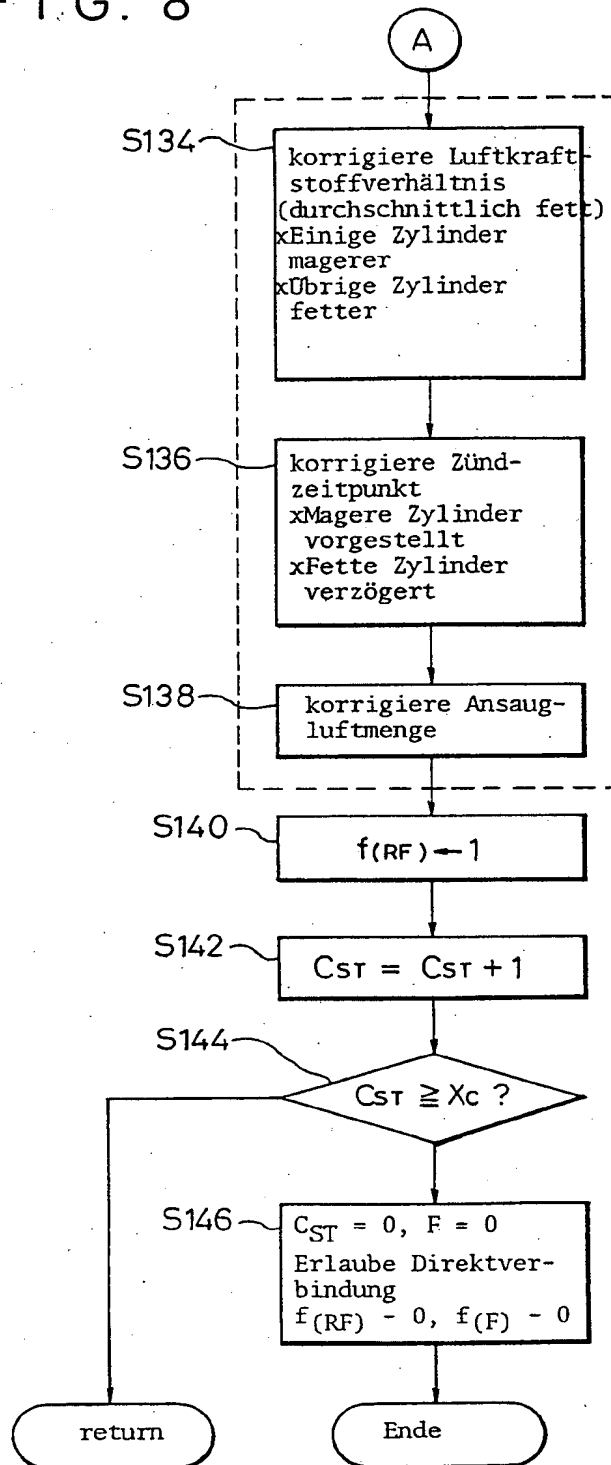 FIG. 8
A
S134
korrigiere Luftkraft-
stoffverhältnis
(durchschnittlich fett)
xEinige Zylinder
magerer
xÜbrige Zylinder
fetter
S136
korrigiere Zünd-
zeitpunkt
xMagere Zylinder
vorgestellt
xFette Zylinder
verzögert
S138
korrigiere Ansaug-
luftmenge
S140
f(RF) ← 1
S142
CST = CST + 1
S144
CST ≧ Xc ?
S146
CST = 0, F = 0
Erlaube Direktver-
bindung
f(RF) - 0, f(F) - 0
return
Ende